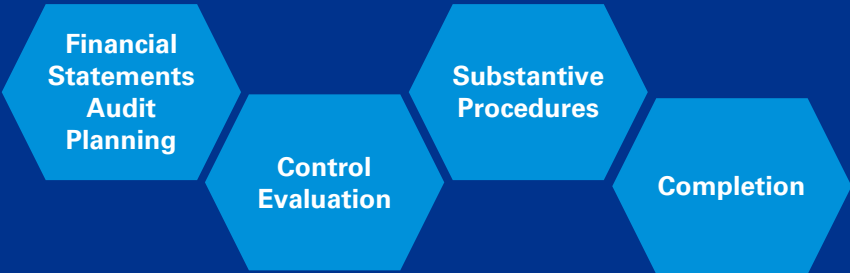 Financial
Statements
Audit
Planning
Control
Evaluation
Substantive
Procedures
Completion